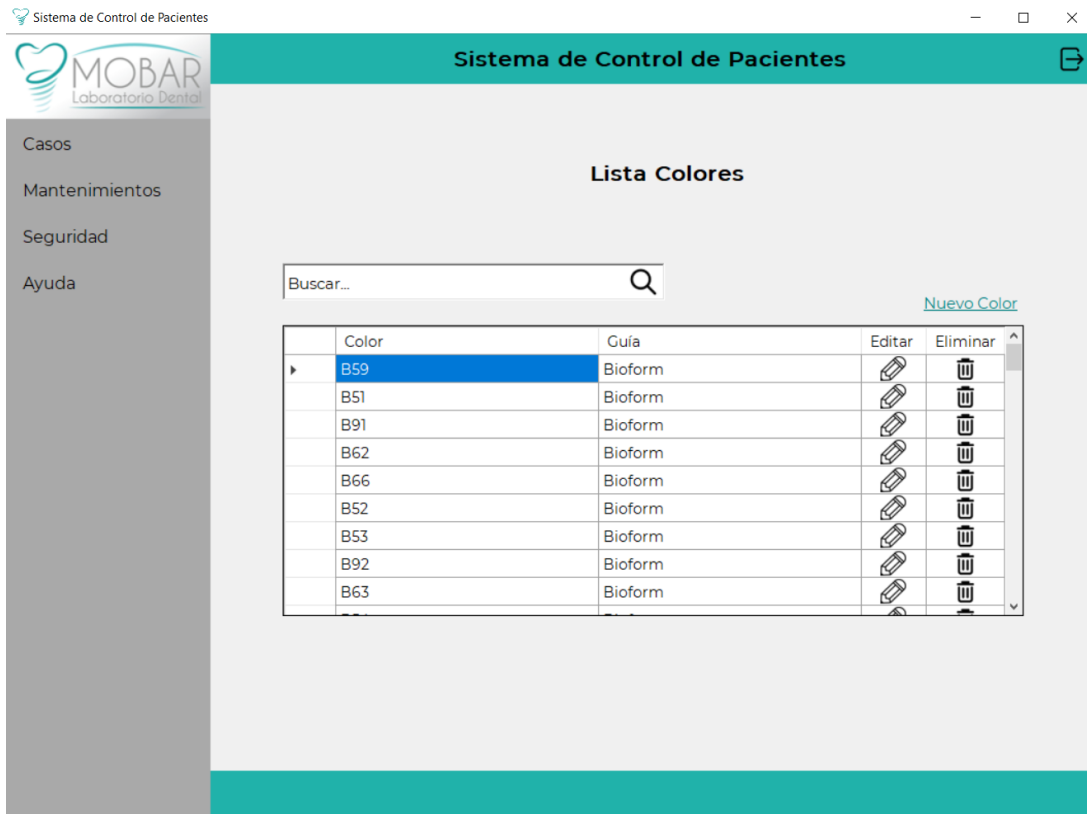 Sistema de Control de Pacientes
MOBAR
Laboratorio Dental
Sistema de Control de Pacientes
Casos
Mantenimientos
Seguridad
Ayuda
Lista Colores
Buscar...
Nuevo Color
Color Guía Editar Eliminar
B59 Bioform
B51 Bioform
B91 Bioform
B62 Bioform
B66 Bioform
B52 Bioform
B53 Bioform
B92 Bioform
B63 Bioform